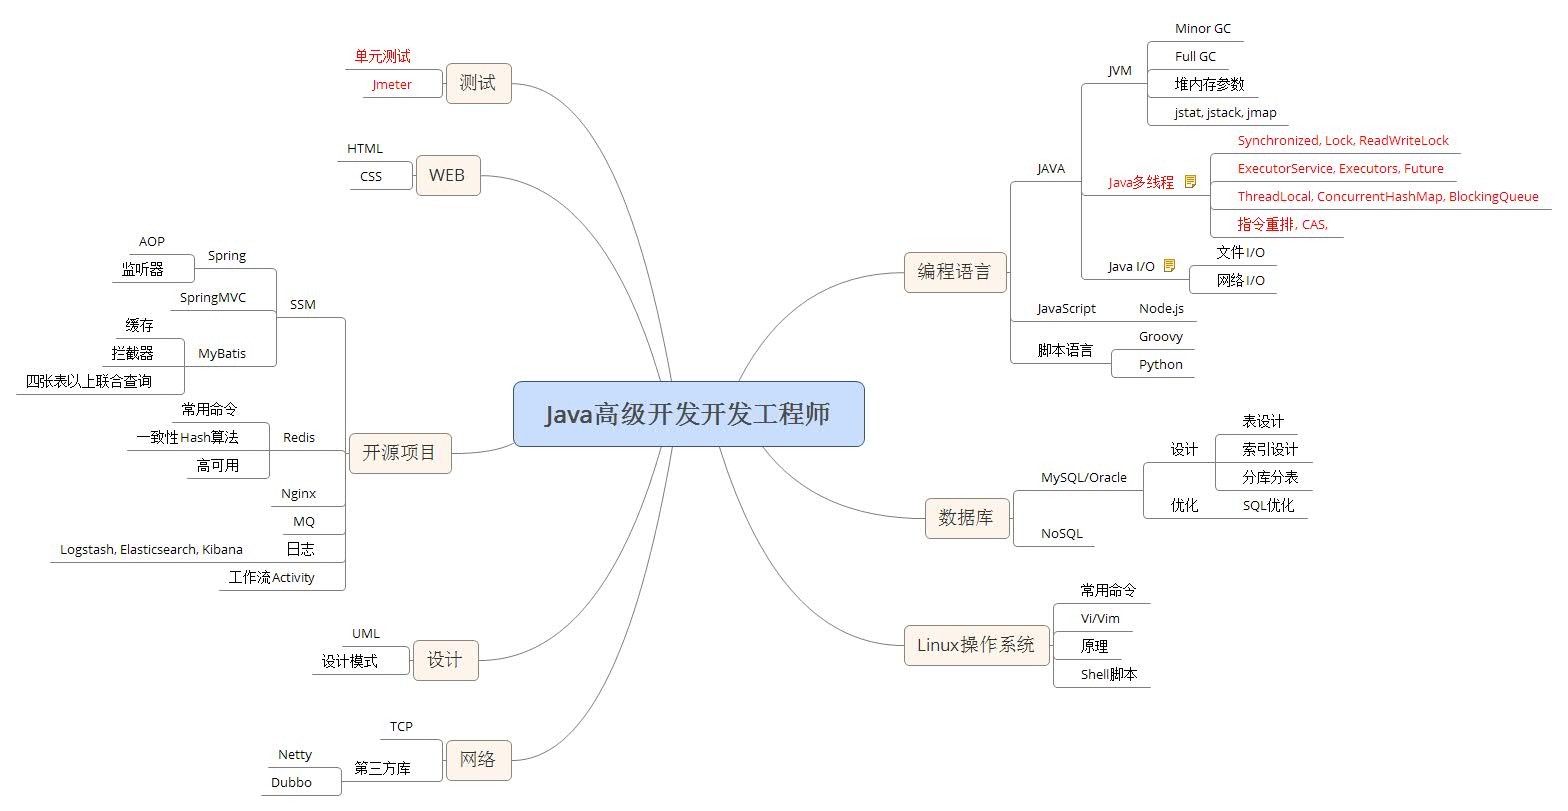 Java高级开发开发工程师
测试
单元测试
Jmeter
WEB
HTML
CSS
开源项目
SSM
Spring
AOP
监听器
SpringMVC
MyBatis
缓存
拦截器
四张表以上联合查询
Redis
常用命令
一致性Hash算法
高可用
Nginx
MQ
日志
Logstash, Elasticsearch, Kibana
工作流Activity
设计
UML
设计模式
网络
TCP
第三方库
Netty
Dubbo
编程语言
JAVA
JVM
Minor GC
Full GC
堆内存参数
jstat, jstack, jmap
Java多线程
Synchronized, Lock, ReadWriteLock
ExecutorService, Executors, Future
ThreadLocal, ConcurrentHashMap, BlockingQueue
指令重排, CAS,
Java I/O
文件I/O
网络I/O
JavaScript
Node.js
脚本语言
Groovy
Python
数据库
MySQL/Oracle
设计
表设计
索引设计
分库分表
优化
SQL优化
NoSQL
Linux操作系统
常用命令
Vi/Vim
原理
Shell脚本